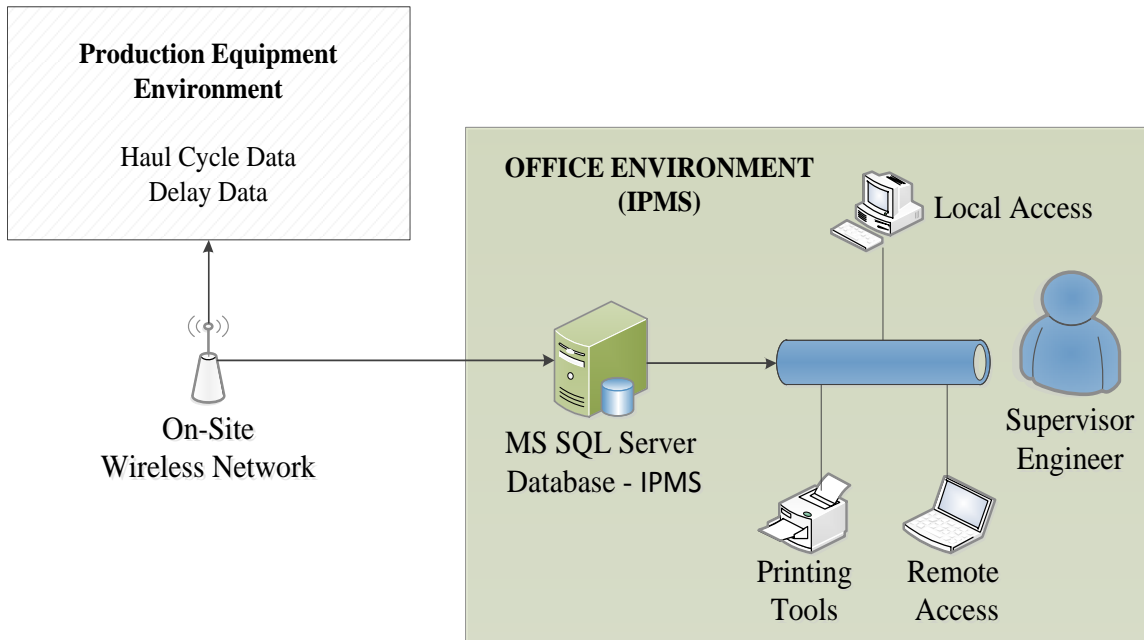 Production Equipment
Environment
Haul Cycle Data
Delay Data
OFFICE ENVIRONMENT
(IPMS)
Local Access
On-Site
Wireless Network
MS SQL Server
Database - IPMS
Supervisor
Engineer
Printing
Tools
Remote
Access